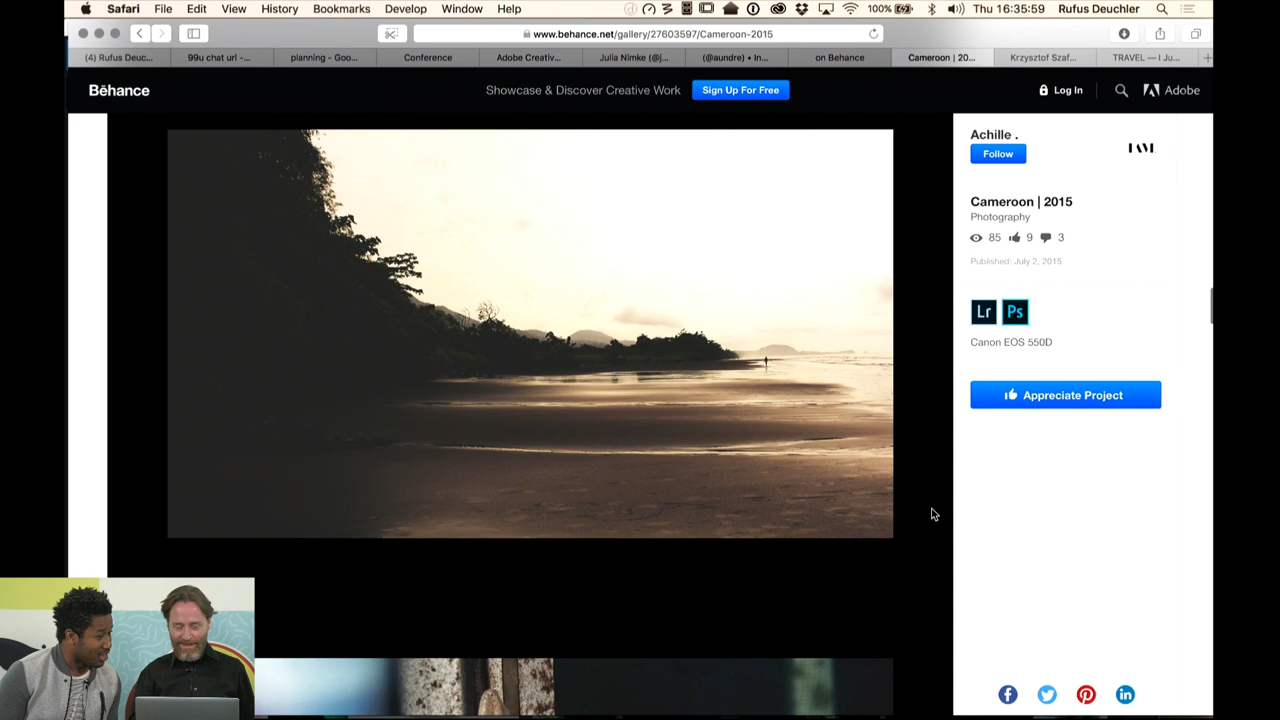 Safari File Edit View History Bookmarks Develop Window Help 100% Thu 16:35:59 Rufus Deuchler
www.behance.net/gallery/27603597/Cameroon-2015
(4) Rufus Deuc... 99u chat url -... planning - Goo... Conference Adobe Creativ... Julia Nimke (@j... (@aundre) • In... on Behance Cameroon | 20... Krzysztof Szaf... TRAVEL — I Ju...
Bēhance Showcase & Discover Creative Work Sign Up For Free Log In Adobe
Achille .
Follow
Cameroon | 2015
Photography
85 9 3
Published: July 2, 2015
Lr Ps
Canon EOS 550D
Appreciate Project